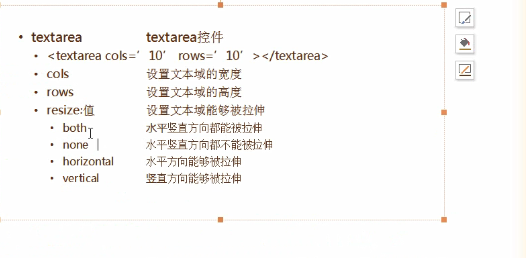 • textarea textarea控件
• <textarea cols=’10’ rows=’10’></textarea>
• cols 设置文本域的宽度
• rows 设置文本域的高度
• resize:值 设置文本域能够被拉伸
• both 水平竖直方向都能被拉伸
• none 水平竖直方向都不能被拉伸
• horizontal 水平方向能够被拉伸
• vertical 竖直方向能够被拉伸